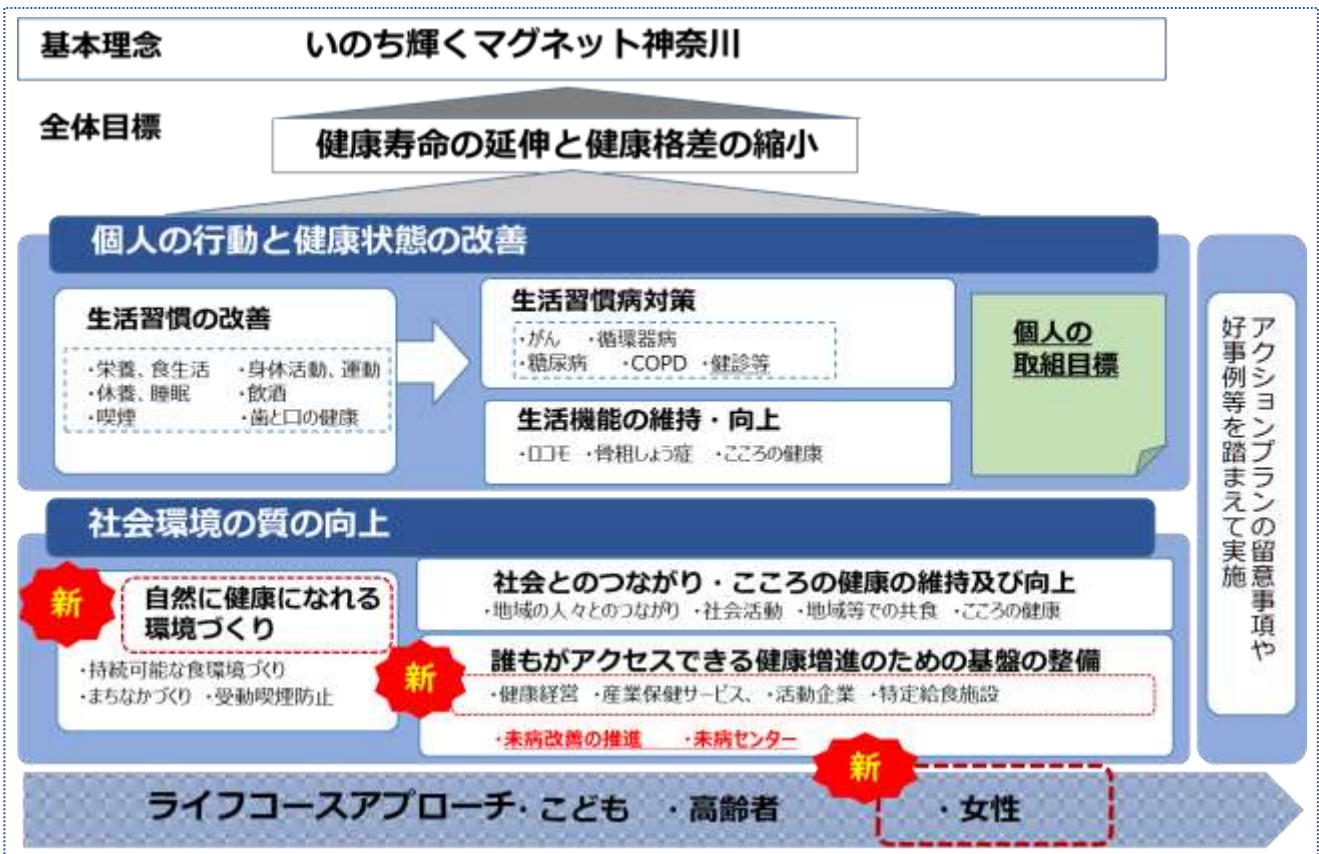 基本理念 いのち輝くマグネット神奈川
全体目標
健康寿命の延伸と健康格差の縮小
個人の行動と健康状態の改善
生活習慣の改善
・栄養、食生活 ・身体活動、運動
・休養、睡眠 ・飲酒
・喫煙 ・歯と口の健康
生活習慣病対策
・がん ・循環器病
・糖尿病 ・COPD ・健診等
生活機能の維持・向上
・ロコモ ・骨粗しょう症 ・こころの健康
個人の
取組目標
社会環境の質の向上
新
自然に健康になれる
環境づくり
・持続可能な食環境づくり
・まちなかづくり ・受動喫煙防止
社会とのつながり・こころの健康の維持及び向上
・地域の人々とのつながり ・社会活動 ・地域等での共食 ・こころの健康
新
誰もがアクセスできる健康増進のための基盤の整備
・健康経営 ・産業保健サービス、 ・活動企業 ・特定給食施設
・未病改善の推進 ・未病センター
アクションプランの留意事項や
好事例等を踏まえて実施
ライフコースアプローチ・こども ・高齢者
新
・女性